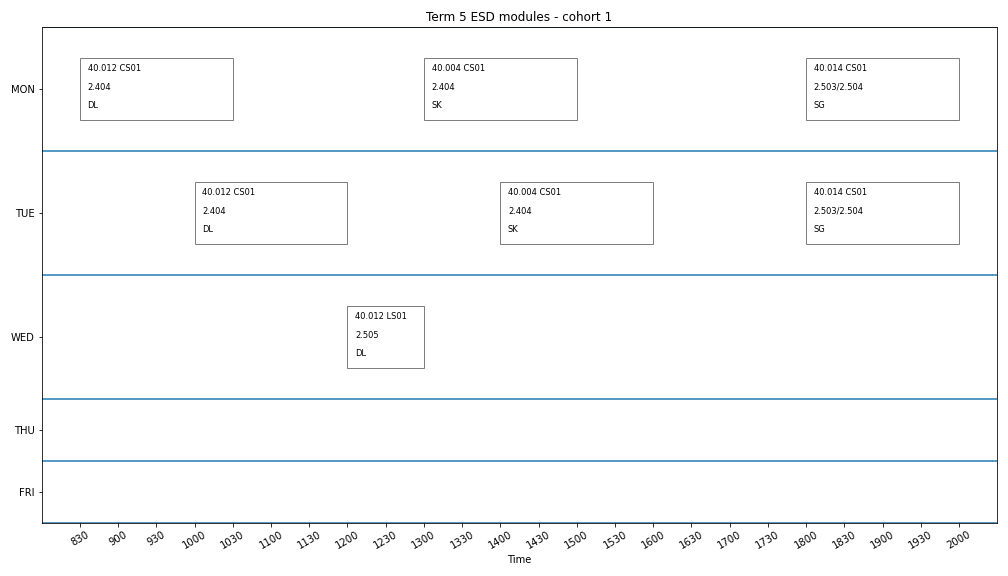 Term 5 ESD modules - cohort 1
MON
40.012 CS01
2.404
DL
40.004 CS01
2.404
SK
40.014 CS01
2.503/2.504
SG
TUE
40.012 CS01
2.404
DL
40.004 CS01
2.404
SK
40.014 CS01
2.503/2.504
SG
WED
40.012 LS01
2.505
DL
THU
FRI
830 900 930 1000 1030 1100 1130 1200 1230 1300 1330 1400 1430 1500 1530 1600 1630 1700 1730 1800 1830 1900 1930 2000
Time